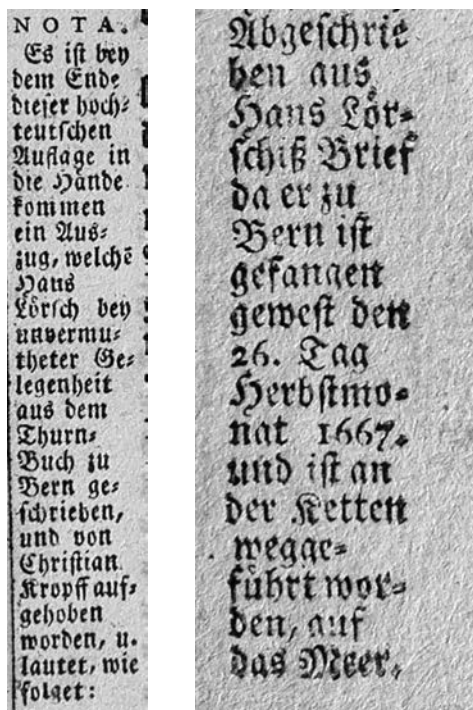 NOTA.
Es iſt bey
dem Ende
dieſer hoch⸗
teutſchen
Auflage in
die Hände
kommen
ein Aus⸗
zug, welchē
Hans
Lörſch bey
unvermu⸗
theter Ge⸗
legenheit
aus dem
Thurn⸗
Buch zu
Bern ge⸗
ſchrieben,
und von
Chriſtian
Kropff auf⸗
gehoben
worden, u.
lautet, wie
folget:
Abgeſchrie
ben aus
Hans Lör⸗
ſchiß Brief
da er zu
Bern iſt
gefangen
geweſt den
26. Tag
Herbſtmo⸗
nat 1667.
und iſt an
der Ketten
wegge⸗
führt wor⸗
den, auf
das Meer.